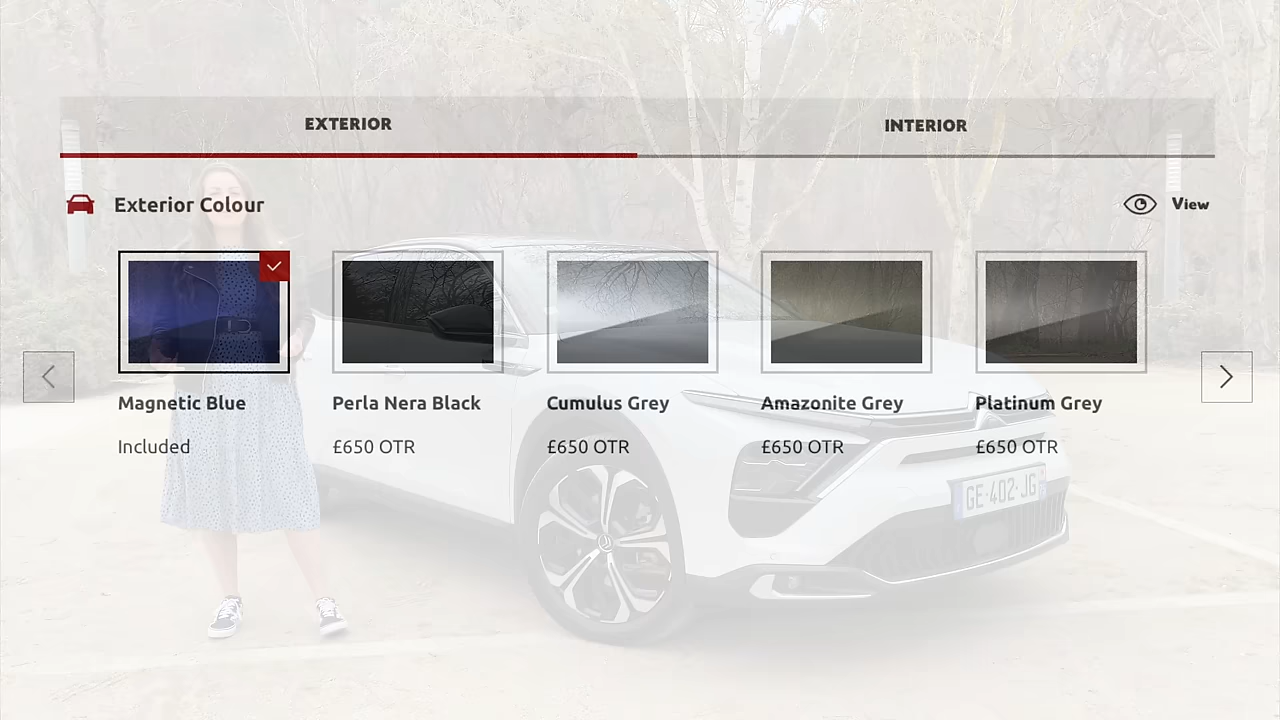 EXTERIOR
INTERIOR
Exterior Colour
View
Magnetic Blue
Perla Nera Black
Cumulus Grey
Amazonite Grey
Platinum Grey
Included
£650 OTR
£650 OTR
£650 OTR
£650 OTR
GE-402-JG